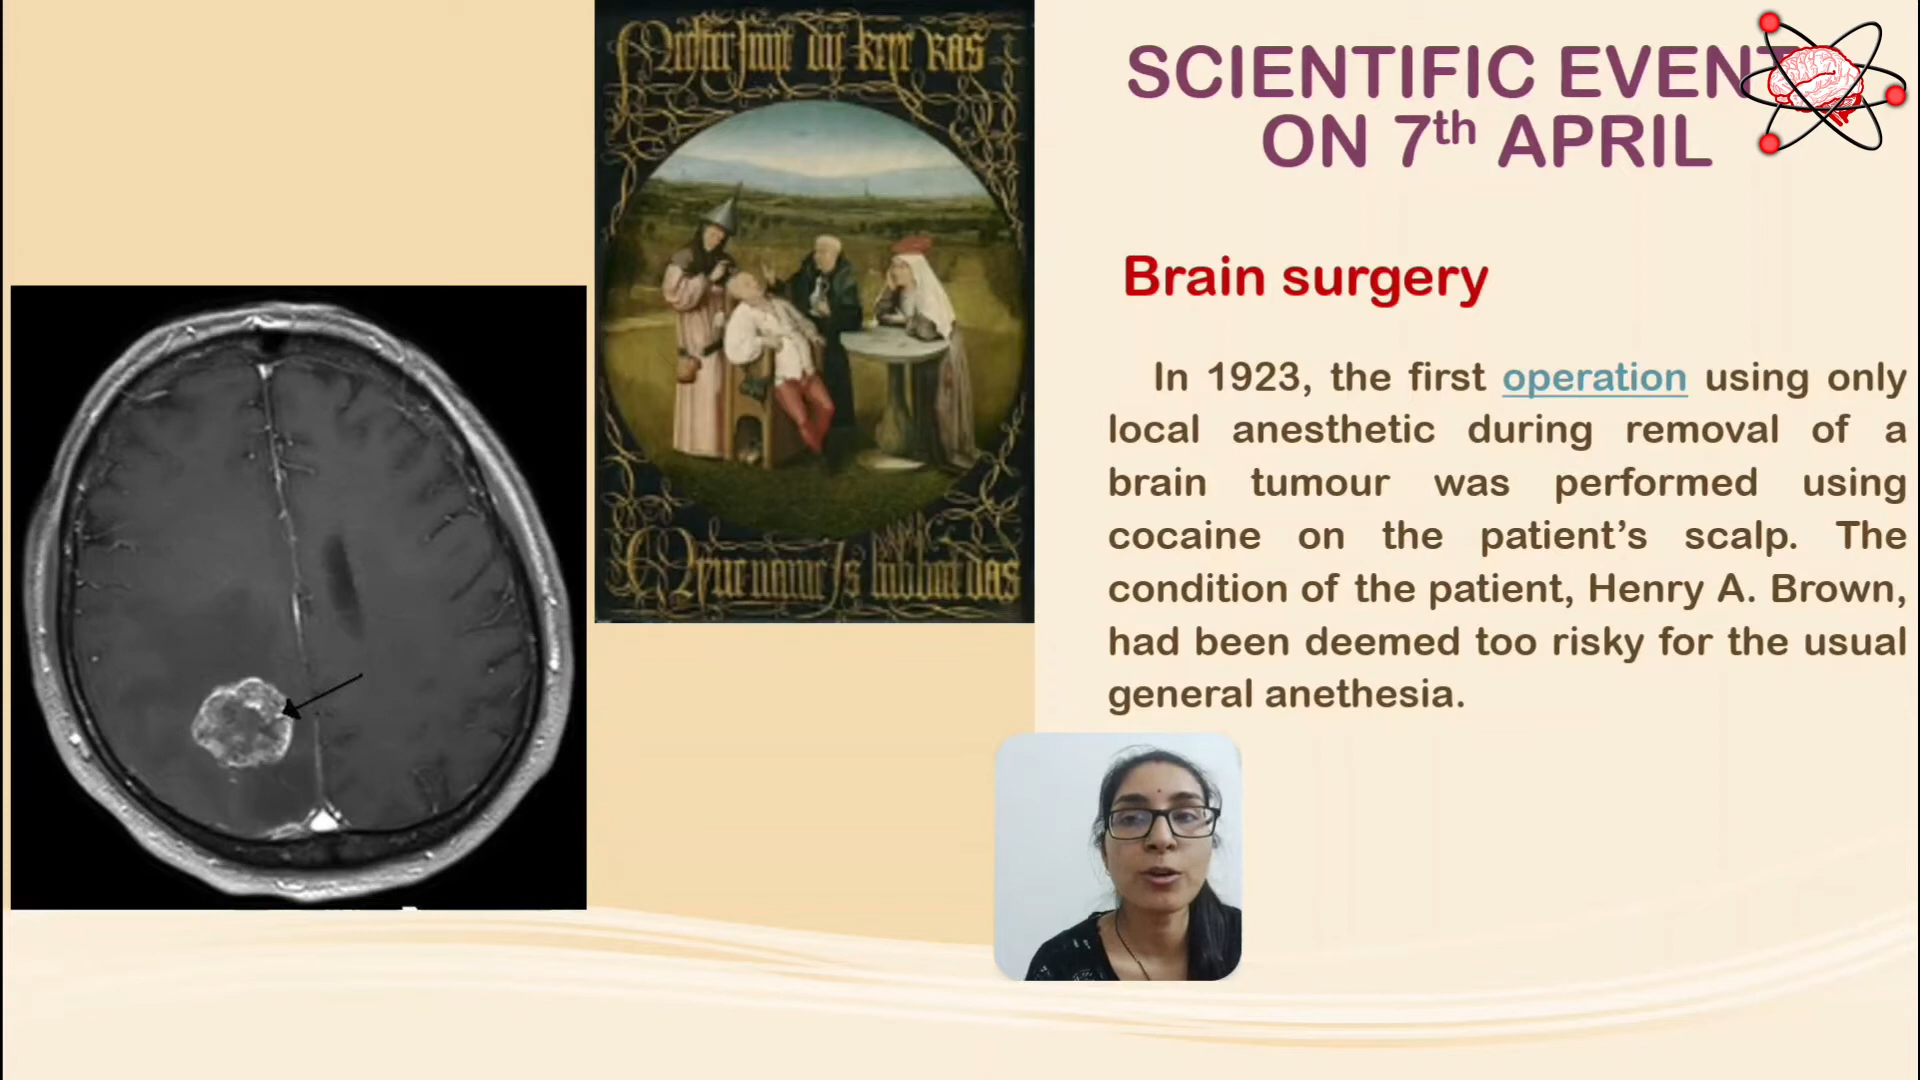 SCIENTIFIC EVENT
ON 7th APRIL
Brain surgery
In 1923, the first operation using only
local anesthetic during removal of a
brain tumour was performed using
cocaine on the patient’s scalp. The
condition of the patient, Henry A. Brown,
had been deemed too risky for the usual
general anethesia.